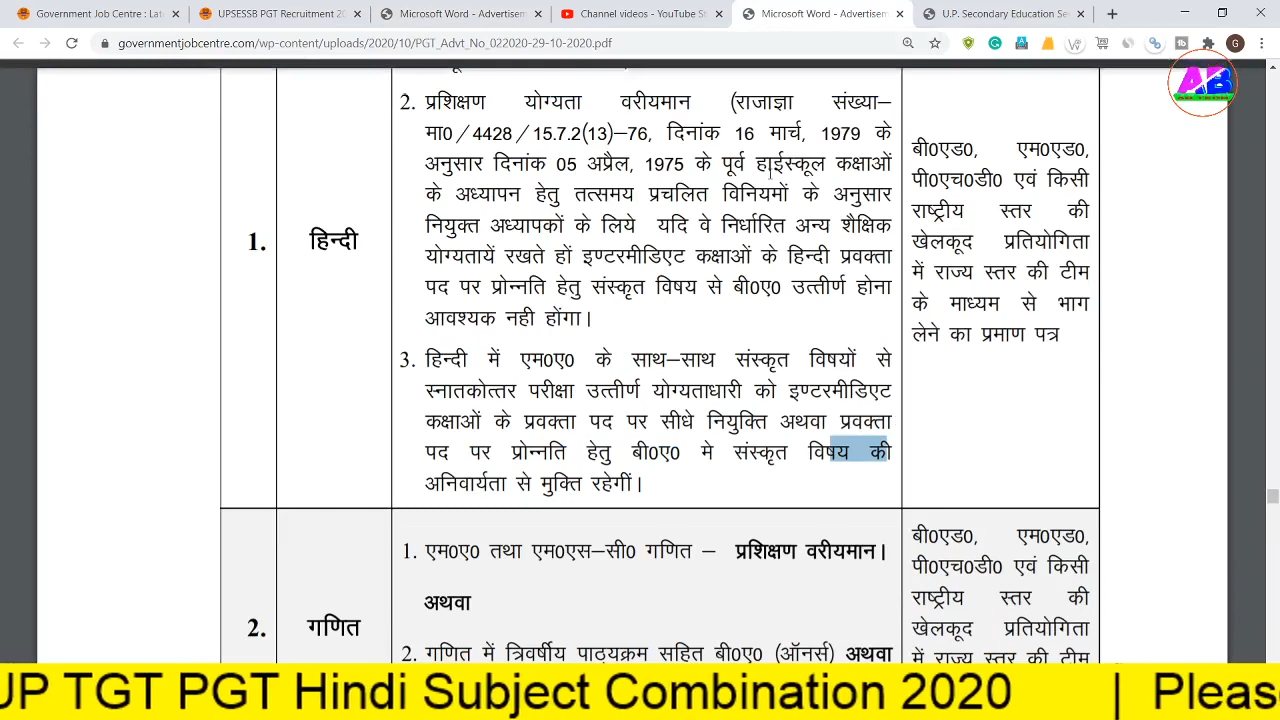 Government Job Centre : Late
UPSESSB PGT Recruitment 20
Microsoft Word - Advertisem
Channel videos - YouTube St
Microsoft Word - Advertisem
U.P. Secondary Education Se
governmentjobcentre.com/wp-content/uploads/2020/10/PGT_Advt_No_022020-29-10-2020.pdf
G
AB
1.
हिन्दी
2. प्रशिक्षण योग्यता वरीयमान (राजाज्ञा संख्या–
मा0/4428/15.7.2(13)–76, दिनांक 16 मार्च, 1979 के
अनुसार दिनांक 05 अप्रैल, 1975 के पूर्व हाईस्कूल कक्षाओं
के अध्यापन हेतु तत्समय प्रचलित विनियमों के अनुसार
नियुक्त अध्यापकों के लिये यदि वे निर्धारित अन्य शैक्षिक
योग्यतायें रखते हों इण्टरमीडिएट कक्षाओं के हिन्दी प्रवक्ता
पद पर प्रोन्नति हेतु संस्कृत विषय से बी0ए0 उत्तीर्ण होना
आवश्यक नही होंगा।
3. हिन्दी में एम0ए0 के साथ–साथ संस्कृत विषयों से
स्नातकोत्तर परीक्षा उत्तीर्ण योग्यताधारी को इण्टरमीडिएट
कक्षाओं के प्रवक्ता पद पर सीधे नियुक्ति अथवा प्रवक्ता
पद पर प्रोन्नति हेतु बी0ए0 मे संस्कृत विषय की
अनिवार्यता से मुक्ति रहेगीं।
बी0एड0, एम0एड0,
पी0एच0डी0 एवं किसी
राष्ट्रीय स्तर की
खेलकूद प्रतियोगिता
में राज्य स्तर की टीम
के माध्यम से भाग
लेने का प्रमाण पत्र
2.
गणित
1. एम0ए0 तथा एम0एस–सी0 गणित – प्रशिक्षण वरीयमान।
अथवा
2. गणित में त्रिवर्षीय पाठ्यक्रम सहित बी0ए0 (ऑनर्स) अथवा
बी0एड0, एम0एड0,
पी0एच0डी0 एवं किसी
राष्ट्रीय स्तर की
खेलकूद प्रतियोगिता
में राज्य स्तर की टीम
UP TGT PGT Hindi Subject Combination 2020 | Pleas